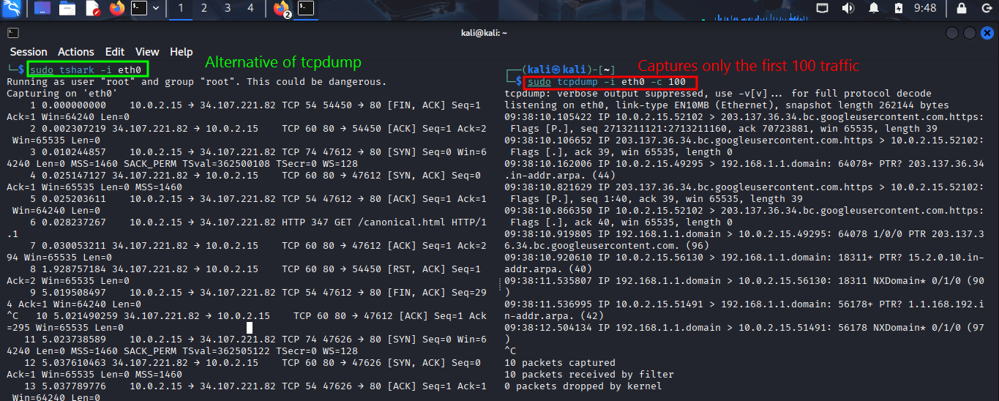 1 2 3 4 2 9:48
kali@kali: ~
Session Actions Edit View Help
Alternative of tcpdump
└─$ sudo tshark -i eth0
Running as user "root" and group "root". This could be dangerous.
Capturing on 'eth0'
1 0.000000000 10.0.2.15 → 34.107.221.82 TCP 54 54450 → 80 [FIN, ACK] Seq=1
Ack=1 Win=64240 Len=0
2 0.002307219 34.107.221.82 → 10.0.2.15 TCP 60 80 → 54450 [ACK] Seq=1 Ack=2
Win=65535 Len=0
3 0.010244857 10.0.2.15 → 34.107.221.82 TCP 74 47612 → 80 [SYN] Seq=0 Win=6
4240 Len=0 MSS=1460 SACK_PERM TSval=362500108 TSecr=0 WS=128
4 0.025147127 34.107.221.82 → 10.0.2.15 TCP 60 80 → 47612 [SYN, ACK] Seq=0
Ack=1 Win=65535 Len=0 MSS=1460
5 0.025203611 10.0.2.15 → 34.107.221.82 TCP 54 47612 → 80 [ACK] Seq=1 Ack=1
Win=64240 Len=0
6 0.028237267 10.0.2.15 → 34.107.221.82 HTTP 347 GET /canonical.html HTTP/1
.1
7 0.030053211 34.107.221.82 → 10.0.2.15 TCP 60 80 → 47612 [ACK] Seq=1 Ack=2
94 Win=65535 Len=0
8 1.928757184 34.107.221.82 → 10.0.2.15 TCP 60 80 → 54450 [RST, ACK] Seq=1
Ack=2 Win=65535 Len=0
9 5.019508497 10.0.2.15 → 34.107.221.82 TCP 54 47612 → 80 [FIN, ACK] Seq=29
4 Ack=1 Win=64240 Len=0
^C 10 5.021490259 34.107.221.82 → 10.0.2.15 TCP 60 80 → 47612 [ACK] Seq=1 Ack
=295 Win=65535 Len=0
11 5.023738589 10.0.2.15 → 34.107.221.82 TCP 74 47626 → 80 [SYN] Seq=0 Win=6
4240 Len=0 MSS=1460 SACK_PERM TSval=362505122 TSecr=0 WS=128
12 5.037610463 34.107.221.82 → 10.0.2.15 TCP 60 80 → 47626 [SYN, ACK] Seq=0
Ack=1 Win=65535 Len=0 MSS=1460
13 5.037789776 10.0.2.15 → 34.107.221.82 TCP 54 47626 → 80 [ACK] Seq=1 Ack=1
Win=64240 Len=0
Captures only the first 100 traffic
┌──(kali㉿kali)-[~]
└─$ sudo tcpdump -i eth0 -c 100
tcpdump: verbose output suppressed, use -v[v]... for full protocol decode
listening on eth0, link-type EN10MB (Ethernet), snapshot length 262144 bytes
09:38:10.105422 IP 10.0.2.15.52102 > 203.137.36.34.bc.googleusercontent.com.https:
Flags [P.], seq 2713211121:2713211160, ack 70723881, win 65535, length 39
09:38:10.106652 IP 203.137.36.34.bc.googleusercontent.com.https > 10.0.2.15.52102:
Flags [.], ack 39, win 65535, length 0
09:38:10.162006 IP 10.0.2.15.49295 > 192.168.1.1.domain: 64078+ PTR? 203.137.36.34
.in-addr.arpa. (44)
09:38:10.821629 IP 203.137.36.34.bc.googleusercontent.com.https > 10.0.2.15.52102:
Flags [P.], seq 1:40, ack 39, win 65535, length 39
09:38:10.866350 IP 10.0.2.15.52102 > 203.137.36.34.bc.googleusercontent.com.https:
Flags [.], ack 40, win 65535, length 0
09:38:10.919805 IP 192.168.1.1.domain > 10.0.2.15.49295: 64078 1/0/0 PTR 203.137.3
6.34.bc.googleusercontent.com. (96)
09:38:10.920610 IP 10.0.2.15.56130 > 192.168.1.1.domain: 18311+ PTR? 15.2.0.10.in-
addr.arpa. (40)
09:38:11.535807 IP 192.168.1.1.domain > 10.0.2.15.56130: 18311 NXDomain* 0/1/0 (90
)
09:38:11.536995 IP 10.0.2.15.51491 > 192.168.1.1.domain: 56178+ PTR? 1.1.168.192.i
n-addr.arpa. (42)
09:38:12.504134 IP 192.168.1.1.domain > 10.0.2.15.51491: 56178 NXDomain* 0/1/0 (97
)
^C
10 packets captured
10 packets received by filter
0 packets dropped by kernel